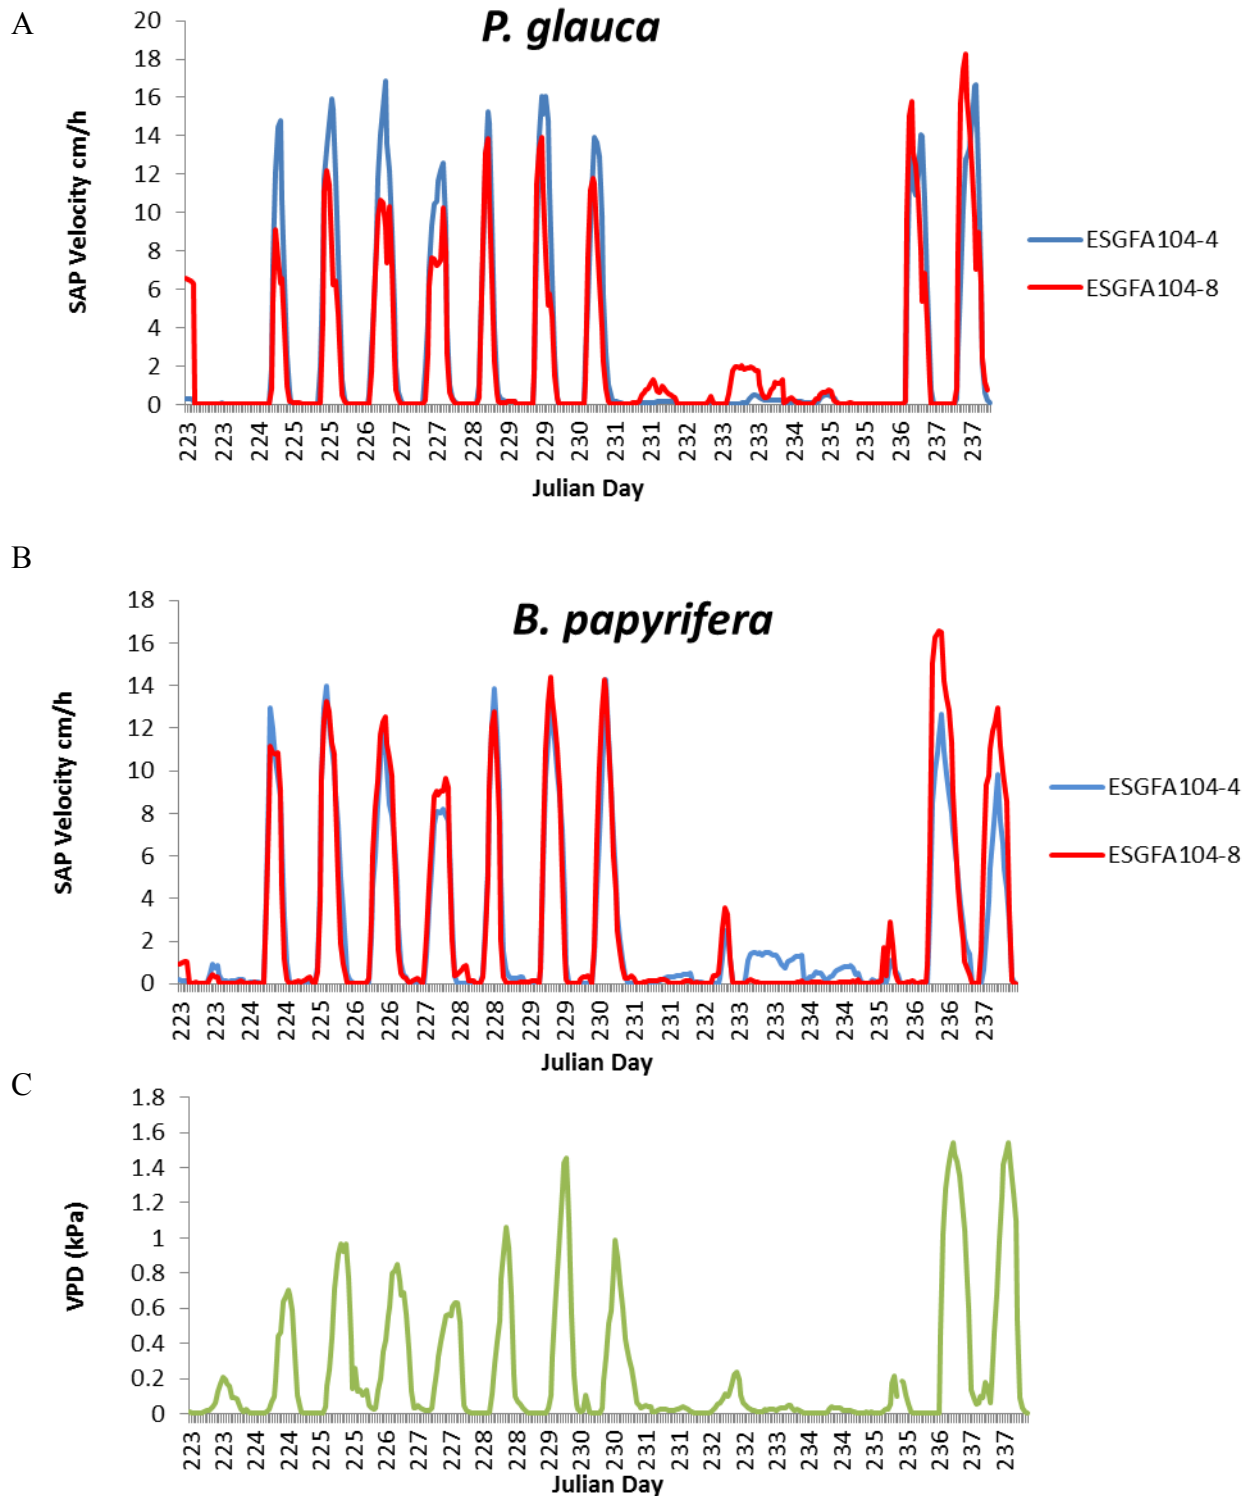 A
P. glauca
20
18
16
14
12
10
8
6
4
2
0
SAP Velocity cm/h
223 223 224 225 225 226 227 227 228 229 229 230 231 231 232 233 233 234 235 235 236 237 237
Julian Day
ESGFA104-4
ESGFA104-8
B
B. papyrifera
18
16
14
12
10
8
6
4
2
0
SAP Velocity cm/h
223 223 224 224 225 226 226 227 228 228 229 229 230 231 231 232 233 233 234 234 235 236 236 237
Julian Day
ESGFA104-4
ESGFA104-8
C
1.8
1.6
1.4
1.2
1
0.8
0.6
0.4
0.2
0
VPD (kPa)
223 223 224 224 225 225 226 227 227 228 228 229 230 230 231 231 232 233 233 234 234 235 235 236 237 237
Julian Day